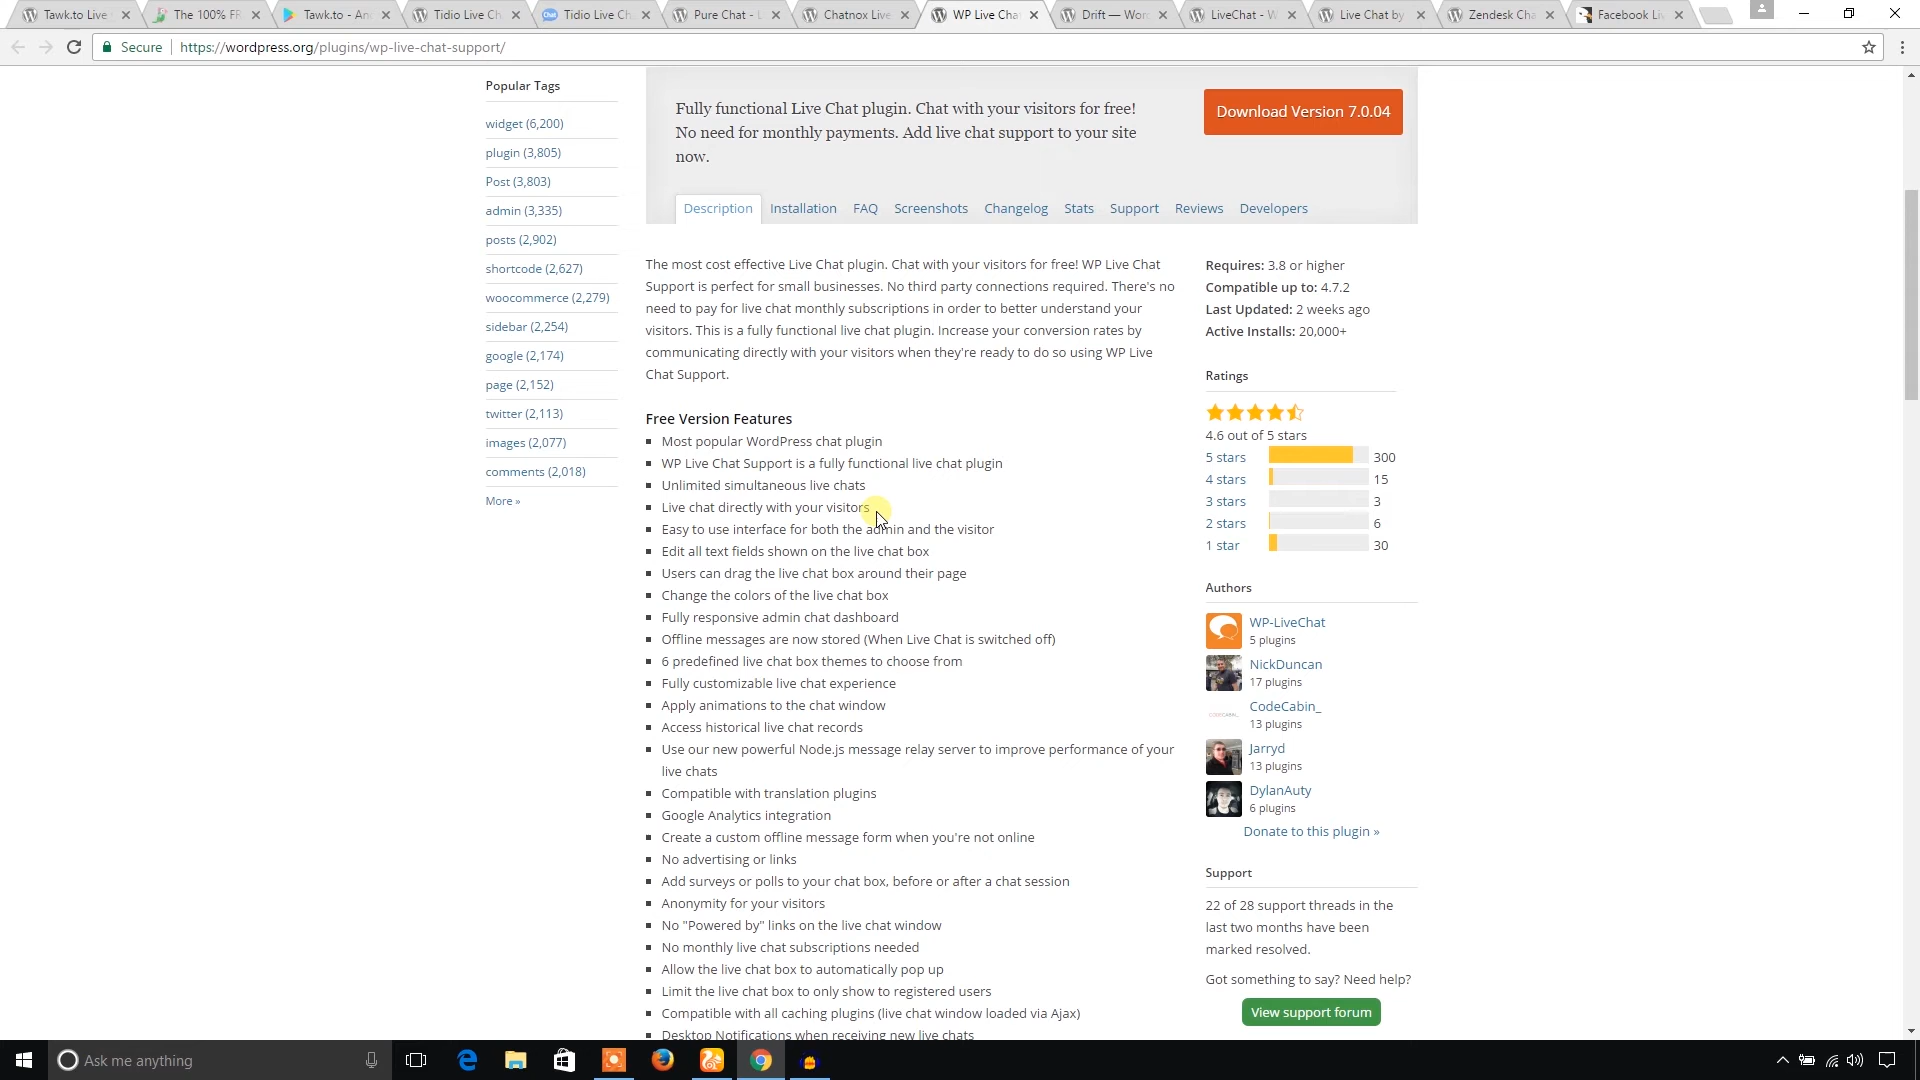 Tawk.to Live
The 100% FR
Tawk.to - An
Tidio Live Ch
Tidio Live Ch
Pure Chat - L
Chatnox Live
WP Live Cha
Drift — Wor
LiveChat - W
Live Chat by
Zendesk Cha
Facebook Li
Secure
https://wordpress.org/plugins/wp-live-chat-support/
Popular Tags
widget (6,200)
plugin (3,805)
Post (3,803)
admin (3,335)
posts (2,902)
shortcode (2,627)
woocommerce (2,279)
sidebar (2,254)
google (2,174)
page (2,152)
twitter (2,113)
images (2,077)
comments (2,018)
More »
Fully functional Live Chat plugin. Chat with your visitors for free!
No need for monthly payments. Add live chat support to your site
now.
Download Version 7.0.04
Description Installation FAQ Screenshots Changelog Stats Support Reviews Developers
The most cost effective Live Chat plugin. Chat with your visitors for free! WP Live Chat
Support is perfect for small businesses. No third party connections required. There's no
need to pay for live chat monthly subscriptions in order to better understand your
visitors. This is a fully functional live chat plugin. Increase your conversion rates by
communicating directly with your visitors when they're ready to do so using WP Live
Chat Support.
Free Version Features
Most popular WordPress chat plugin
WP Live Chat Support is a fully functional live chat plugin
Unlimited simultaneous live chats
Live chat directly with your visitors
Easy to use interface for both the admin and the visitor
Edit all text fields shown on the live chat box
Users can drag the live chat box around their page
Change the colors of the live chat box
Fully responsive admin chat dashboard
Offline messages are now stored (When Live Chat is switched off)
6 predefined live chat box themes to choose from
Fully customizable live chat experience
Apply animations to the chat window
Access historical live chat records
Use our new powerful Node.js message relay server to improve performance of your
live chats
Compatible with translation plugins
Google Analytics integration
Create a custom offline message form when you're not online
No advertising or links
Add surveys or polls to your chat box, before or after a chat session
Anonymity for your visitors
No "Powered by" links on the live chat window
No monthly live chat subscriptions needed
Allow the live chat box to automatically pop up
Limit the live chat box to only show to registered users
Compatible with all caching plugins (live chat window loaded via Ajax)
Desktop Notifications when receiving new live chats
Requires: 3.8 or higher
Compatible up to: 4.7.2
Last Updated: 2 weeks ago
Active Installs: 20,000+
Ratings
4.6 out of 5 stars
5 stars 300
4 stars 15
3 stars 3
2 stars 6
1 star 30
Authors
WP-LiveChat
5 plugins
NickDuncan
17 plugins
CodeCabin_
13 plugins
Jarryd
13 plugins
DylanAuty
6 plugins
Donate to this plugin »
Support
22 of 28 support threads in the
last two months have been
marked resolved.
Got something to say? Need help?
View support forum
Ask me anything